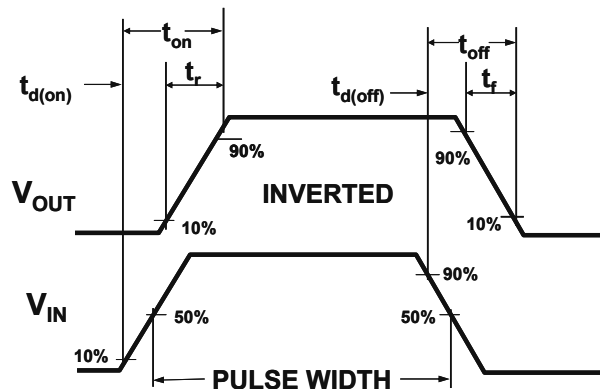 t_on
t_off
t_d(on)
t_r
t_d(off)
t_f
90%
90%
V_OUT
INVERTED
10%
10%
90%
V_IN
50%
50%
10%
PULSE WIDTH